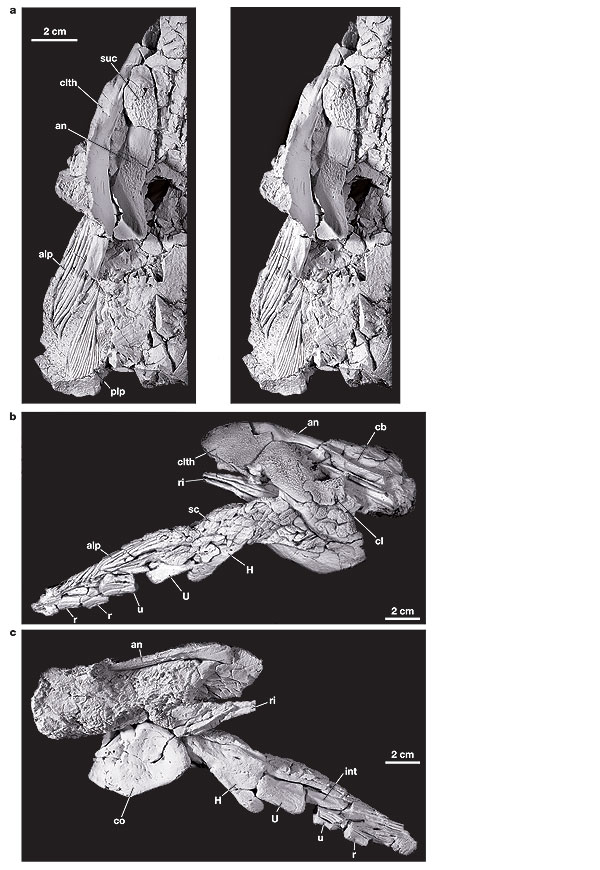 a
2 cm
suc
clth
an
alp
plp
b
an
cb
clth
ri
sc
alp
cl
H
U
u
r
r
2 cm
c
an
ri
2 cm
int
co
H
U
u
r